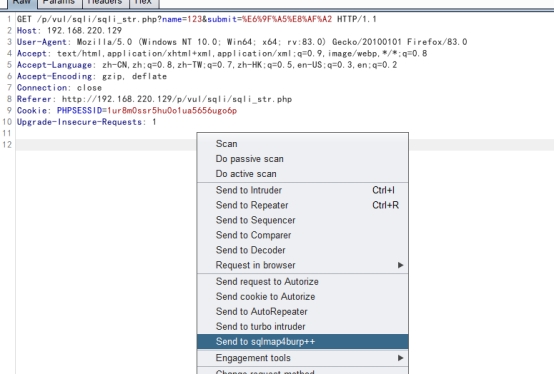 Raw Params Headers Hex
1 GET /p/vul/sqli/sqli_str.php?name=123&submit=%E6%9F%A5%E8%AF%A2 HTTP/1.1
2 Host: 192.168.220.129
3 User-Agent: Mozilla/5.0 (Windows NT 10.0; Win64; x64; rv:83.0) Gecko/20100101 Firefox/83.0
4 Accept: text/html,application/xhtml+xml,application/xml;q=0.9,image/webp,*/*;q=0.8
5 Accept-Language: zh-CN,zh;q=0.8,zh-TW;q=0.7,zh-HK;q=0.5,en-US;q=0.3,en;q=0.2
6 Accept-Encoding: gzip, deflate
7 Connection: close
8 Referer: http://192.168.220.129/p/vul/sqli/sqli_str.php
9 Cookie: PHPSESSID=1ur8m0ssr5hu0o1ua5656ugo6p
10 Upgrade-Insecure-Requests: 1
11
12
Scan
Do passive scan
Do active scan
Send to Intruder Ctrl+I
Send to Repeater Ctrl+R
Send to Sequencer
Send to Comparer
Send to Decoder
Request in browser
Send request to Autorize
Send cookie to Autorize
Send to AutoRepeater
Send to turbo intruder
Send to sqlmap4burp++
Engagement tools
Change request method